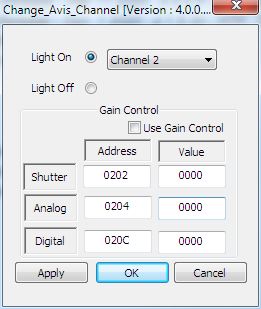 Change_Avis_Channel [Version : 4.0.0....
Light On Channel 2
Light Off
Gain Control
Use Gain Control
Address Value
Shutter 0202 0000
Analog 0204 0000
Digital 020C 0000
Apply OK Cancel